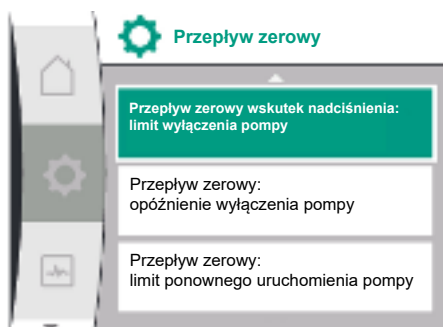 Przepływ zerowy
Przepływ zerowy wskutek nadciśnienia:
limit wyłączenia pompy
Przepływ zerowy:
opóźnienie wyłączenia pompy
Przepływ zerowy:
limit ponownego uruchomienia pompy